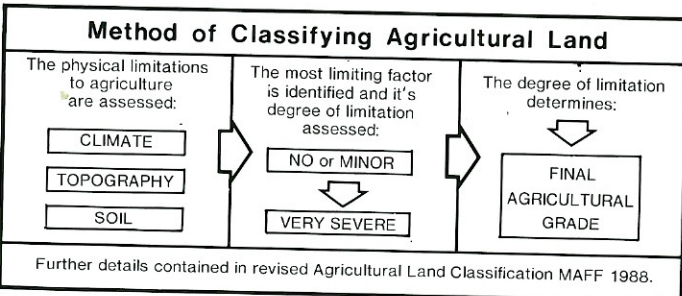 Method of Classifying Agricultural Land
The physical limitations
to agriculture
are assessed:
CLIMATE
TOPOGRAPHY
SOIL
The most limiting factor
is identified and it's
degree of limitation
assessed:
NO or MINOR
VERY SEVERE
The degree of limitation
determines:
FINAL
AGRICULTURAL
GRADE
Further details contained in revised Agricultural Land Classification MAFF 1988.